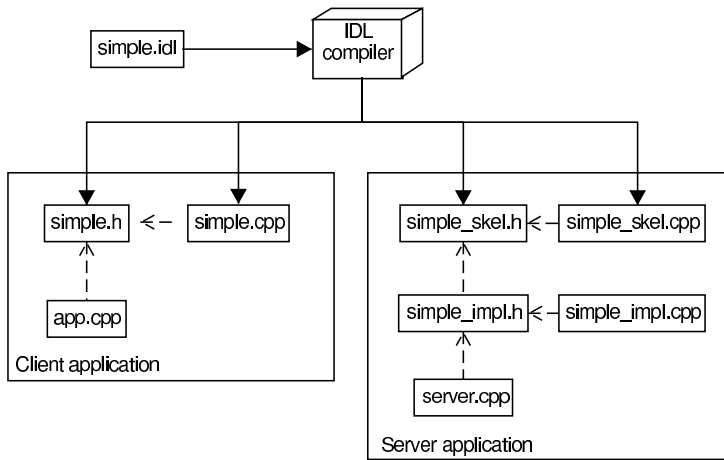 simple.idl
IDL
compiler
simple.h
simple.cpp
app.cpp
Client application
simple_skel.h
simple_skel.cpp
simple_impl.h
simple_impl.cpp
server.cpp
Server application